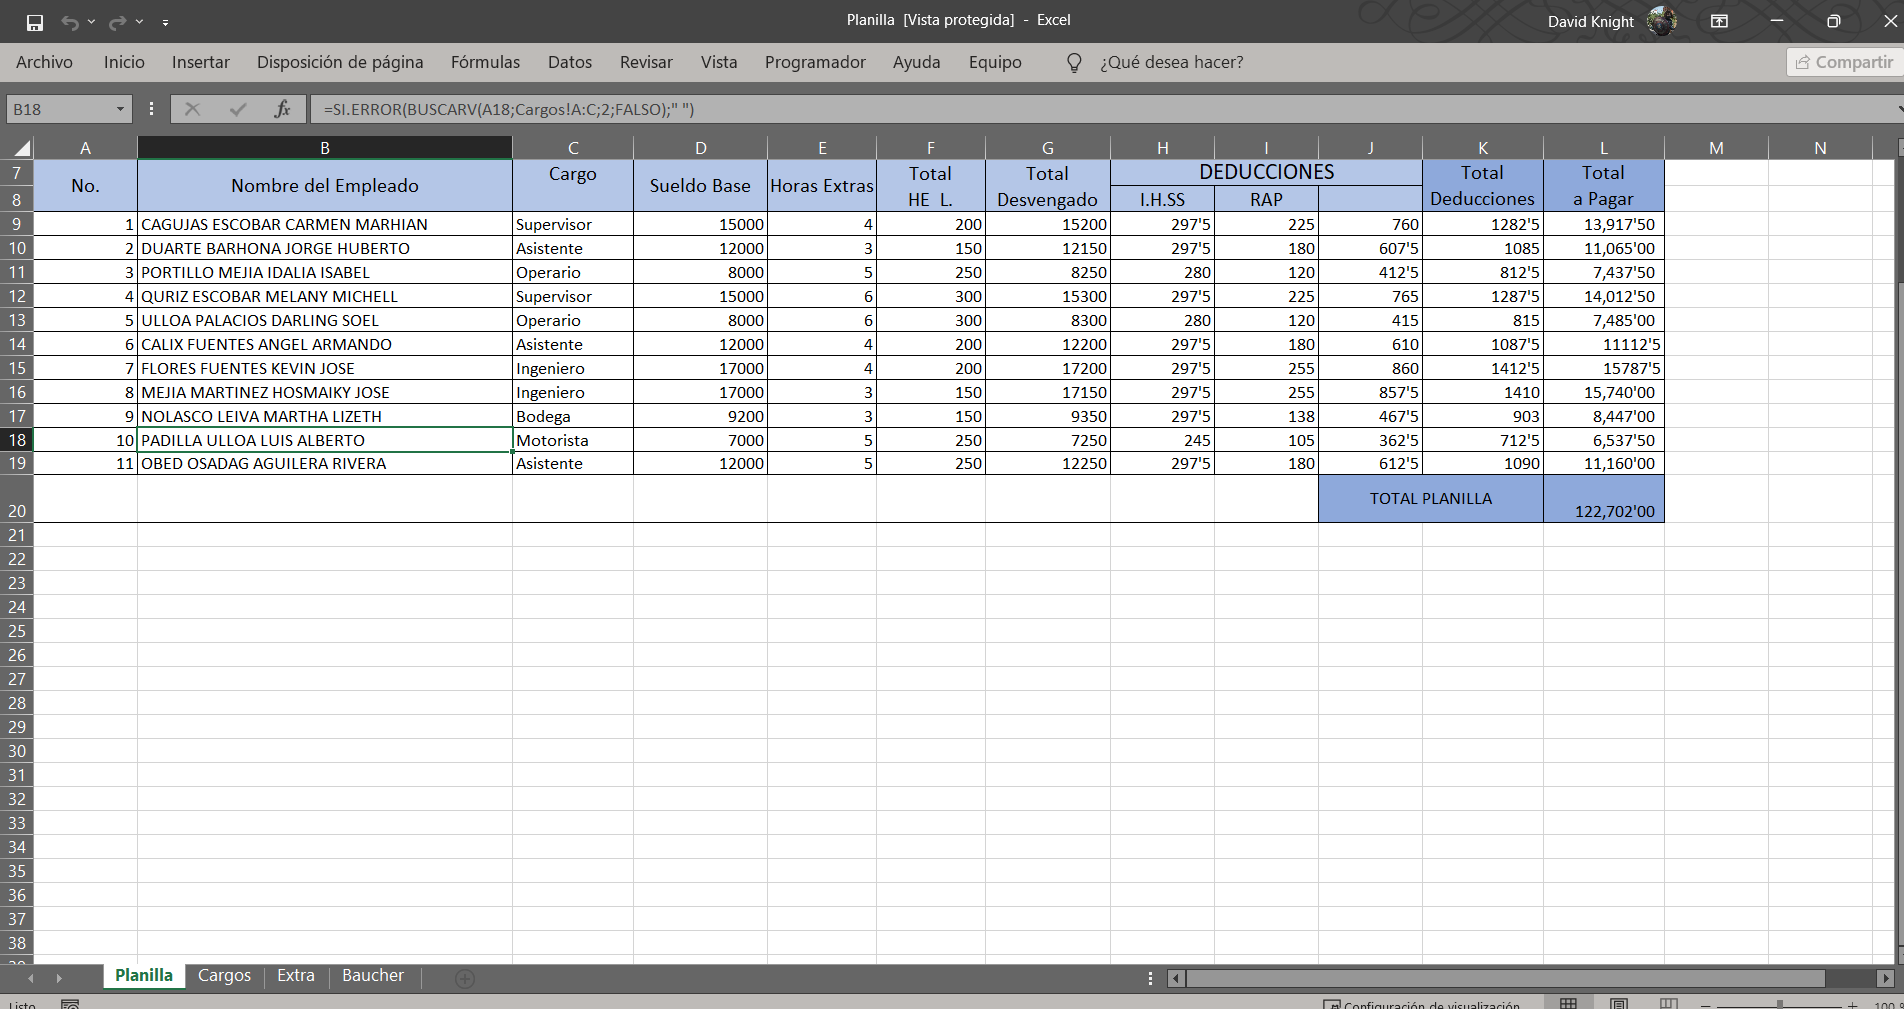 Planilla  [Vista protegida]  -  Excel
David Knight
Archivo Inicio Insertar Disposición de página Fórmulas Datos Revisar Vista Programador Ayuda Equipo ¿Qué desea hacer? Compartir
B18 fx =SI.ERROR(BUSCARV(A18;Cargos!A:C;2;FALSO);" ")
A B C D E F G H I J K L M N
7 No. Nombre del Empleado Cargo Sueldo Base Horas Extras Total Total DEDUCCIONES Total Total
8 HE L. Desvengado I.H.SS RAP Deducciones a Pagar
9 1 CAGUJAS ESCOBAR CARMEN MARHIAN Supervisor 15000 4 200 15200 297'5 225 760 1282'5 13,917'50
10 2 DUARTE BARHONA JORGE HUBERTO Asistente 12000 3 150 12150 297'5 180 607'5 1085 11,065'00
11 3 PORTILLO MEJIA IDALIA ISABEL Operario 8000 5 250 8250 280 120 412'5 812'5 7,437'50
12 4 QURIZ ESCOBAR MELANY MICHELL Supervisor 15000 6 300 15300 297'5 225 765 1287'5 14,012'50
13 5 ULLOA PALACIOS DARLING SOEL Operario 8000 6 300 8300 280 120 415 815 7,485'00
14 6 CALIX FUENTES ANGEL ARMANDO Asistente 12000 4 200 12200 297'5 180 610 1087'5 11112'5
15 7 FLORES FUENTES KEVIN JOSE Ingeniero 17000 4 200 17200 297'5 255 860 1412'5 15787'5
16 8 MEJIA MARTINEZ HOSMAIKY JOSE Ingeniero 17000 3 150 17150 297'5 255 857'5 1410 15,740'00
17 9 NOLASCO LEIVA MARTHA LIZETH Bodega 9200 3 150 9350 297'5 138 467'5 903 8,447'00
18 10 PADILLA ULLOA LUIS ALBERTO Motorista 7000 5 250 7250 245 105 362'5 712'5 6,537'50
19 11 OBED OSADAG AGUILERA RIVERA Asistente 12000 5 250 12250 297'5 180 612'5 1090 11,160'00
20 TOTAL PLANILLA 122,702'00
21
22
23
24
25
26
27
28
29
30
31
32
33
34
35
36
37
38
Planilla Cargos Extra Baucher
Listo Configuración de visualización 100